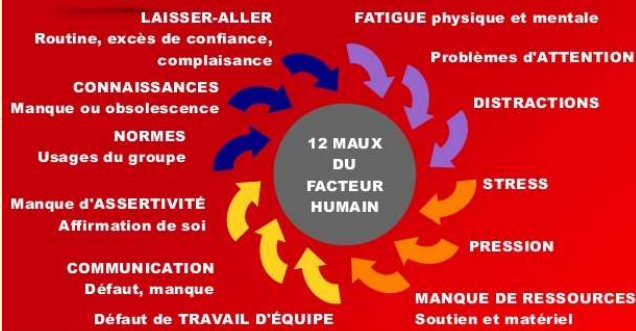 LAISSER-ALLER
Routine, excès de confiance,
complaisance
CONNAISSANCES
Manque ou obsolescence
NORMES
Usages du groupe
Manque d'ASSERTIVITÉ
Affirmation de soi
COMMUNICATION
Défaut, manque
Défaut de TRAVAIL D'ÉQUIPE
12 MAUX
DU
FACTEUR
HUMAIN
FATIGUE physique et mentale
Problèmes d'ATTENTION
DISTRACTIONS
STRESS
PRESSION
MANQUE DE RESSOURCES
Soutien et matériel